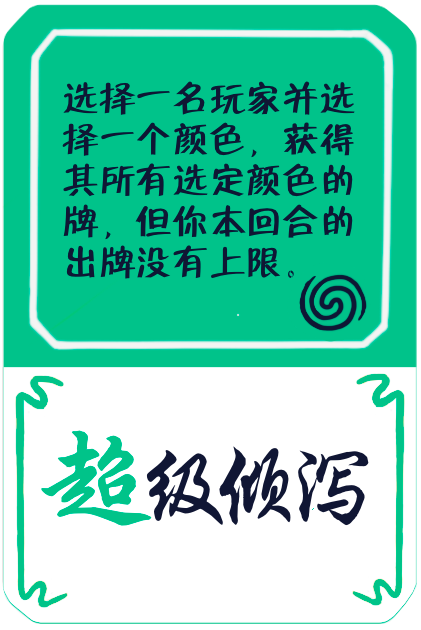 选择一名玩家并选
择一个颜色，获得
其所有选定颜色的
牌，但你本回合的
出牌没有上限。
超级倾泻